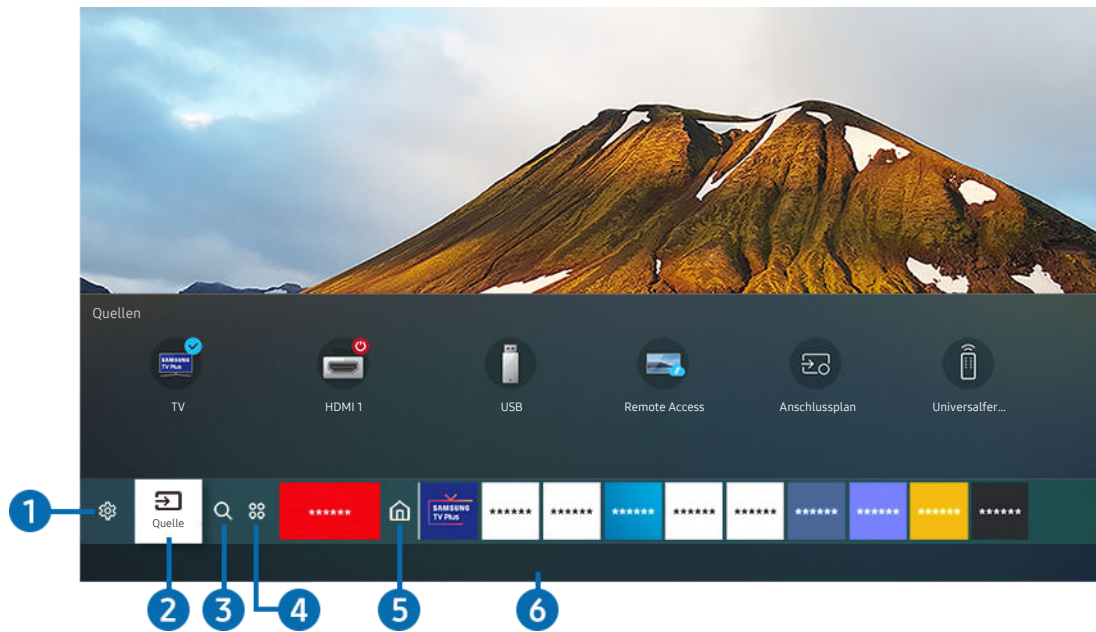 Quellen
SAMSUNG
TV Plus
TV
HDMI 1
USB
Remote Access
Anschlussplan
Universalfer...
Quelle
******
SAMSUNG
TV Plus
******
******
******
******
******
******
******
******
******
1
2
3
4
5
6